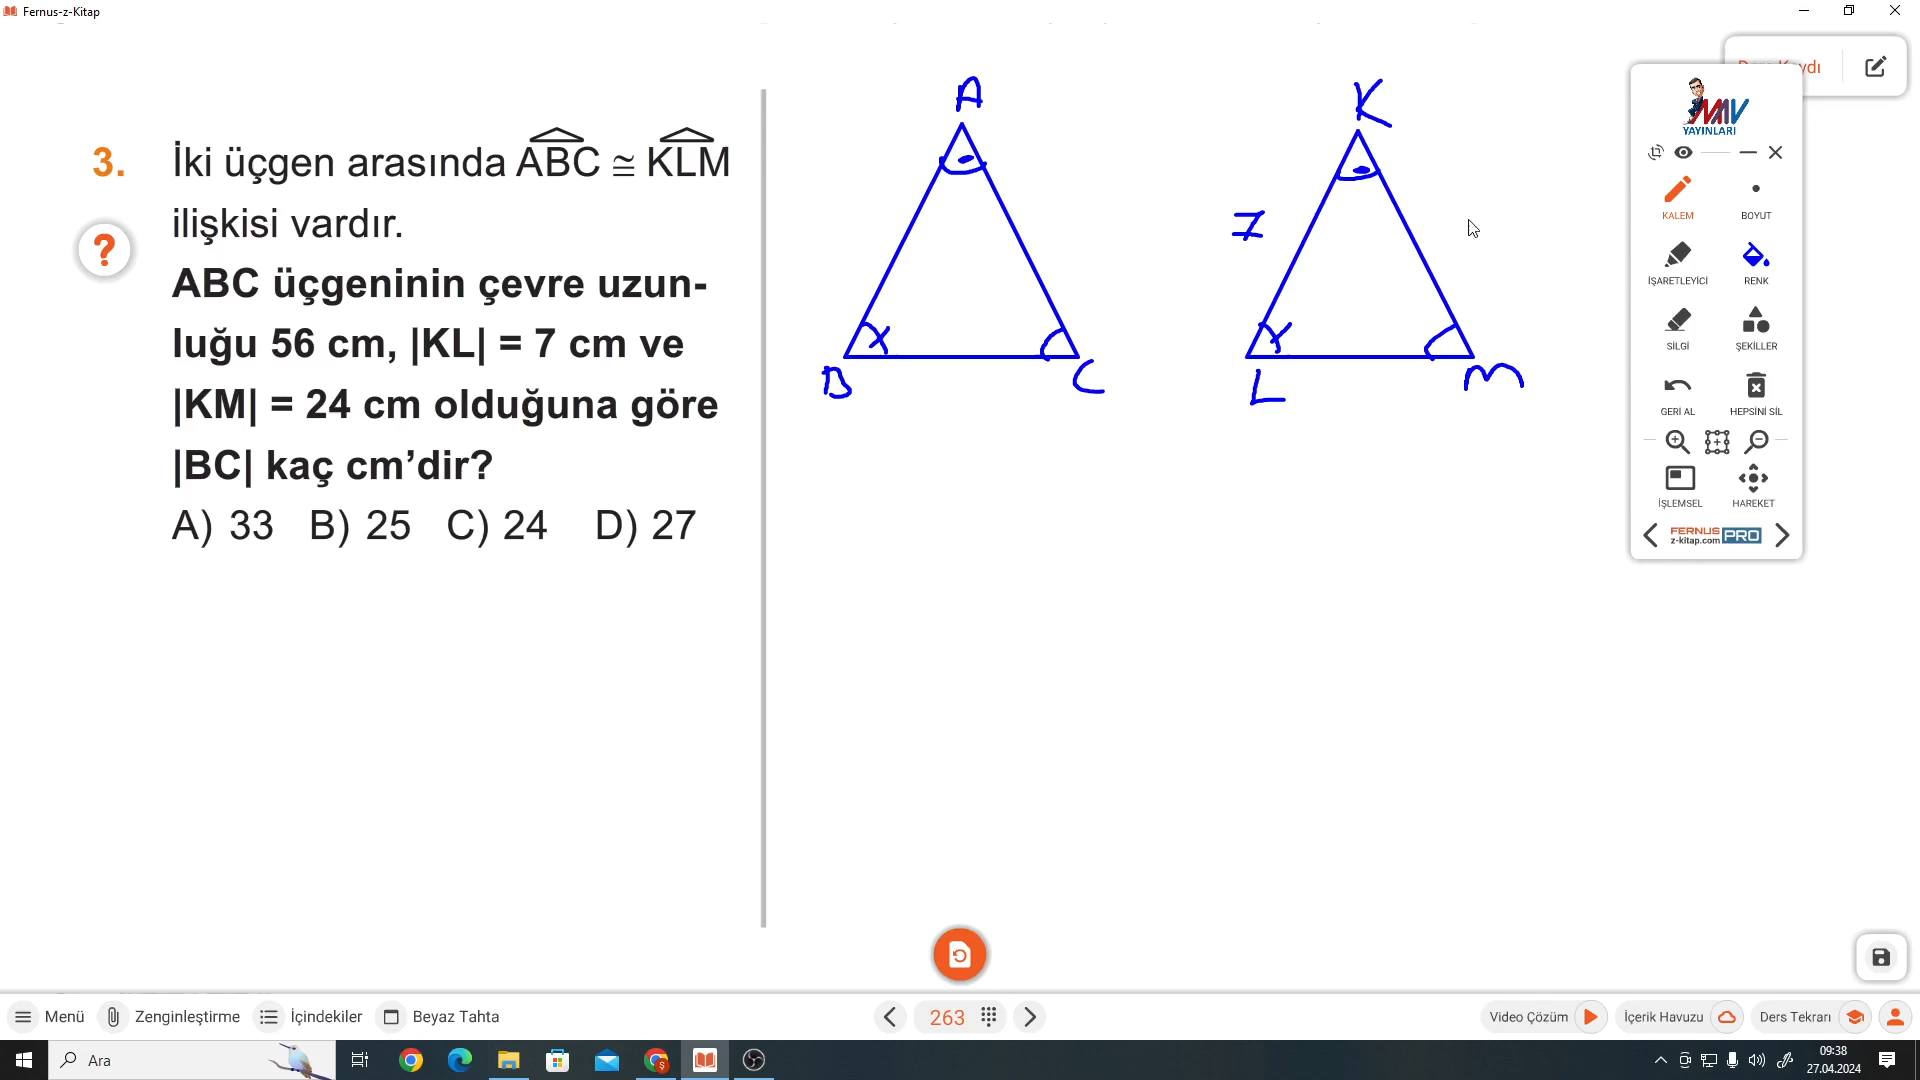 Fernus-z-Kitap
3. İki üçgen arasında ABC ≅ KLM
ilişkisi vardır.
?
ABC üçgeninin çevre uzun-
luğu 56 cm, |KL| = 7 cm ve
|KM| = 24 cm olduğuna göre
|BC| kaç cm’dir?
A) 33 B) 25 C) 24 D) 27
A
B
x
C
K
7
L
x
M
YAYINLARI
KALEM
BOYUT
İŞARETLEYİCİ
RENK
SİLGİ
ŞEKİLLER
GERİ AL
HEPSİNİ SİL
İŞLEMSEL
HAREKET
FERNUS
z-kitap.com PRO
Menü
Zenginleştirme
İçindekiler
Beyaz Tahta
263
Video Çözüm
İçerik Havuzu
Ders Tekrarı
Ara
09:38
27.04.2024